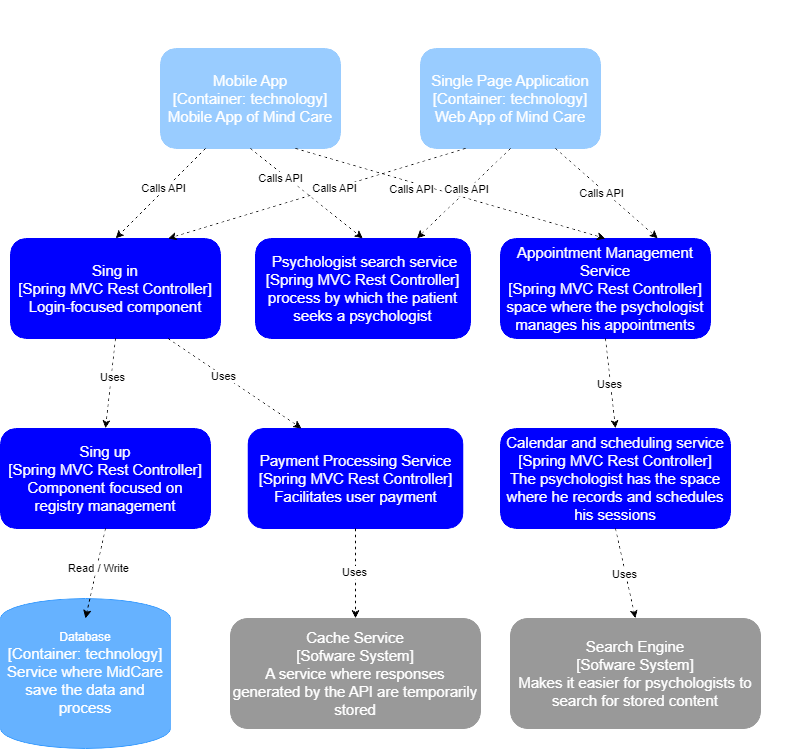 Mobile App
[Container: technology]
Mobile App of Mind Care
Single Page Application
[Container: technology]
Web App of Mind Care
Calls API
Calls API
Calls API
Calls API
Calls API
Calls API
Sing in
[Spring MVC Rest Controller]
Login-focused component
Psychologist search service
[Spring MVC Rest Controller]
process by which the patient
seeks a psychologist
Appointment Management
Service
[Spring MVC Rest Controller]
space where the psychologist
manages his appointments
Uses
Uses
Uses
Sing up
[Spring MVC Rest Controller]
Component focused on
registry management
Payment Processing Service
[Spring MVC Rest Controller]
Facilitates user payment
Calendar and scheduling service
[Spring MVC Rest Controller]
The psychologist has the space
where he records and schedules
his sessions
Read / Write
Uses
Uses
Database
[Container: technology]
Service where MidCare
save the data and
process
Cache Service
[Sofware System]
A service where responses
generated by the API are temporarily
stored
Search Engine
[Sofware System]
Makes it easier for psychologists to
search for stored content